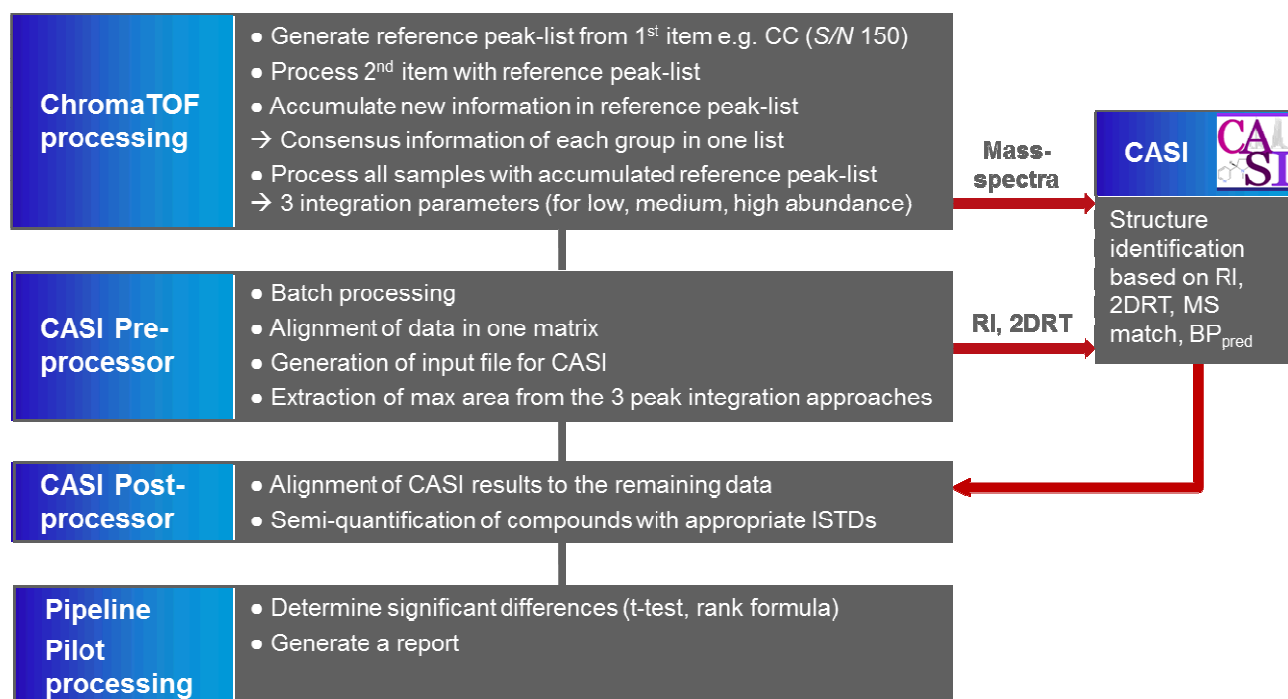 ChromaTOF
processing
● Generate reference peak-list from 1st item e.g. CC (S/N 150)
● Process 2nd item with reference peak-list
● Accumulate new information in reference peak-list
→ Consensus information of each group in one list
● Process all samples with accumulated reference peak-list
→ 3 integration parameters (for low, medium, high abundance)
Mass-
spectra
CASI
CA
SI
Structure
identification
based on RI,
2DRT, MS
match, BPpred
CASI Pre-
processor
● Batch processing
● Alignment of data in one matrix
● Generation of input file for CASI
● Extraction of max area from the 3 peak integration approaches
RI, 2DRT
CASI Post-
processor
● Alignment of CASI results to the remaining data
● Semi-quantification of compounds with appropriate ISTDs
Pipeline
Pilot
processing
● Determine significant differences (t-test, rank formula)
● Generate a report